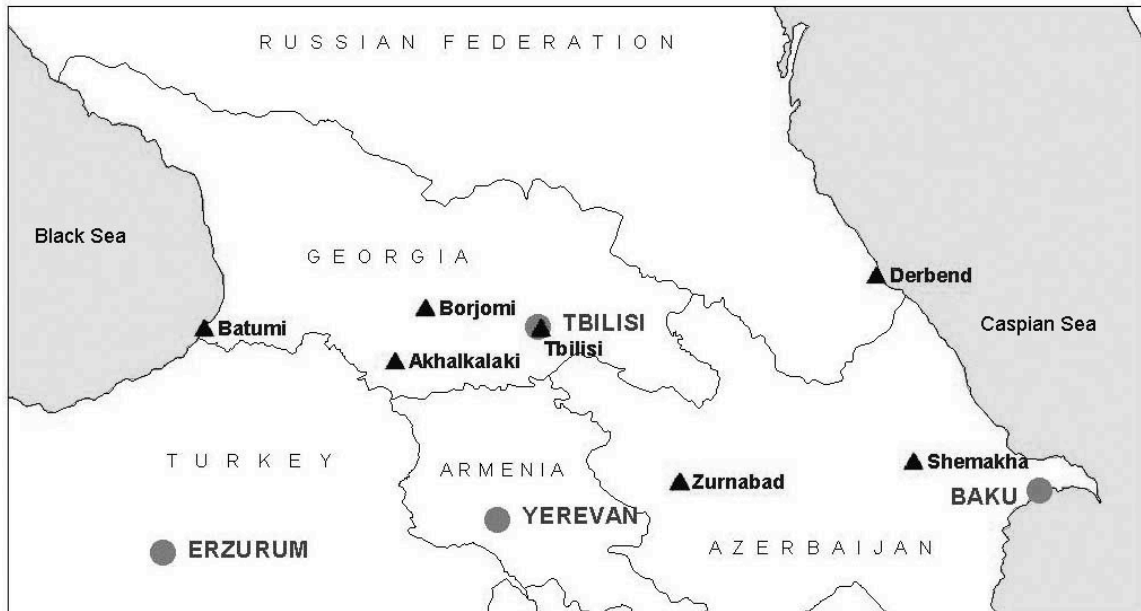 RUSSIAN FEDERATION
Black Sea
GEORGIA
Derbend
Borjomi
Batumi
TBILISI
Tbilisi
Caspian Sea
Akhalkalaki
TURKEY
ARMENIA
Shemakha
Zurnabad
BAKU
YEREVAN
ERZURUM
AZERBAIJAN